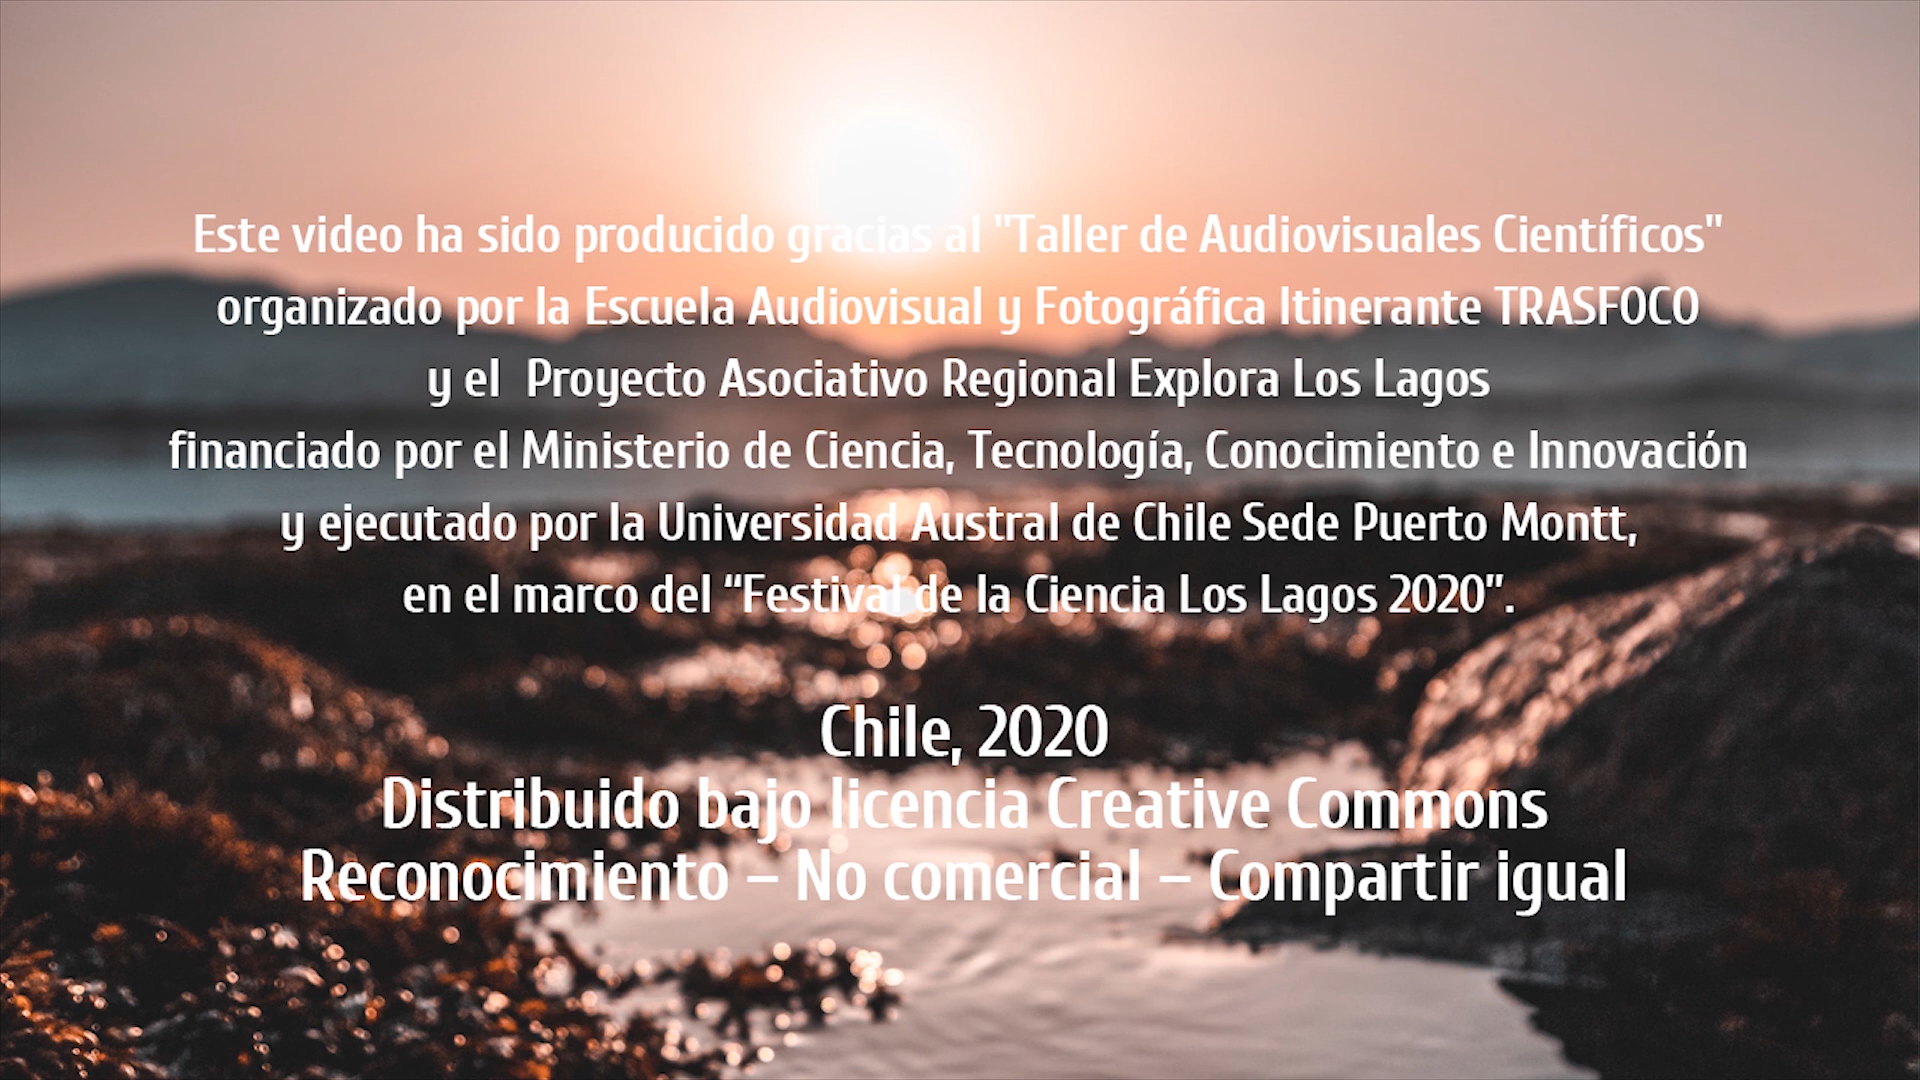 Este video ha sido producido gracias al "Taller de Audiovisuales Científicos"
organizado por la Escuela Audiovisual y Fotográfica Itinerante TRASFOCO
y el  Proyecto Asociativo Regional Explora Los Lagos
financiado por el Ministerio de Ciencia, Tecnología, Conocimiento e Innovación
y ejecutado por la Universidad Austral de Chile Sede Puerto Montt,
en el marco del “Festival de la Ciencia Los Lagos 2020”.
Chile, 2020
Distribuido bajo licencia Creative Commons
Reconocimiento – No comercial – Compartir igual